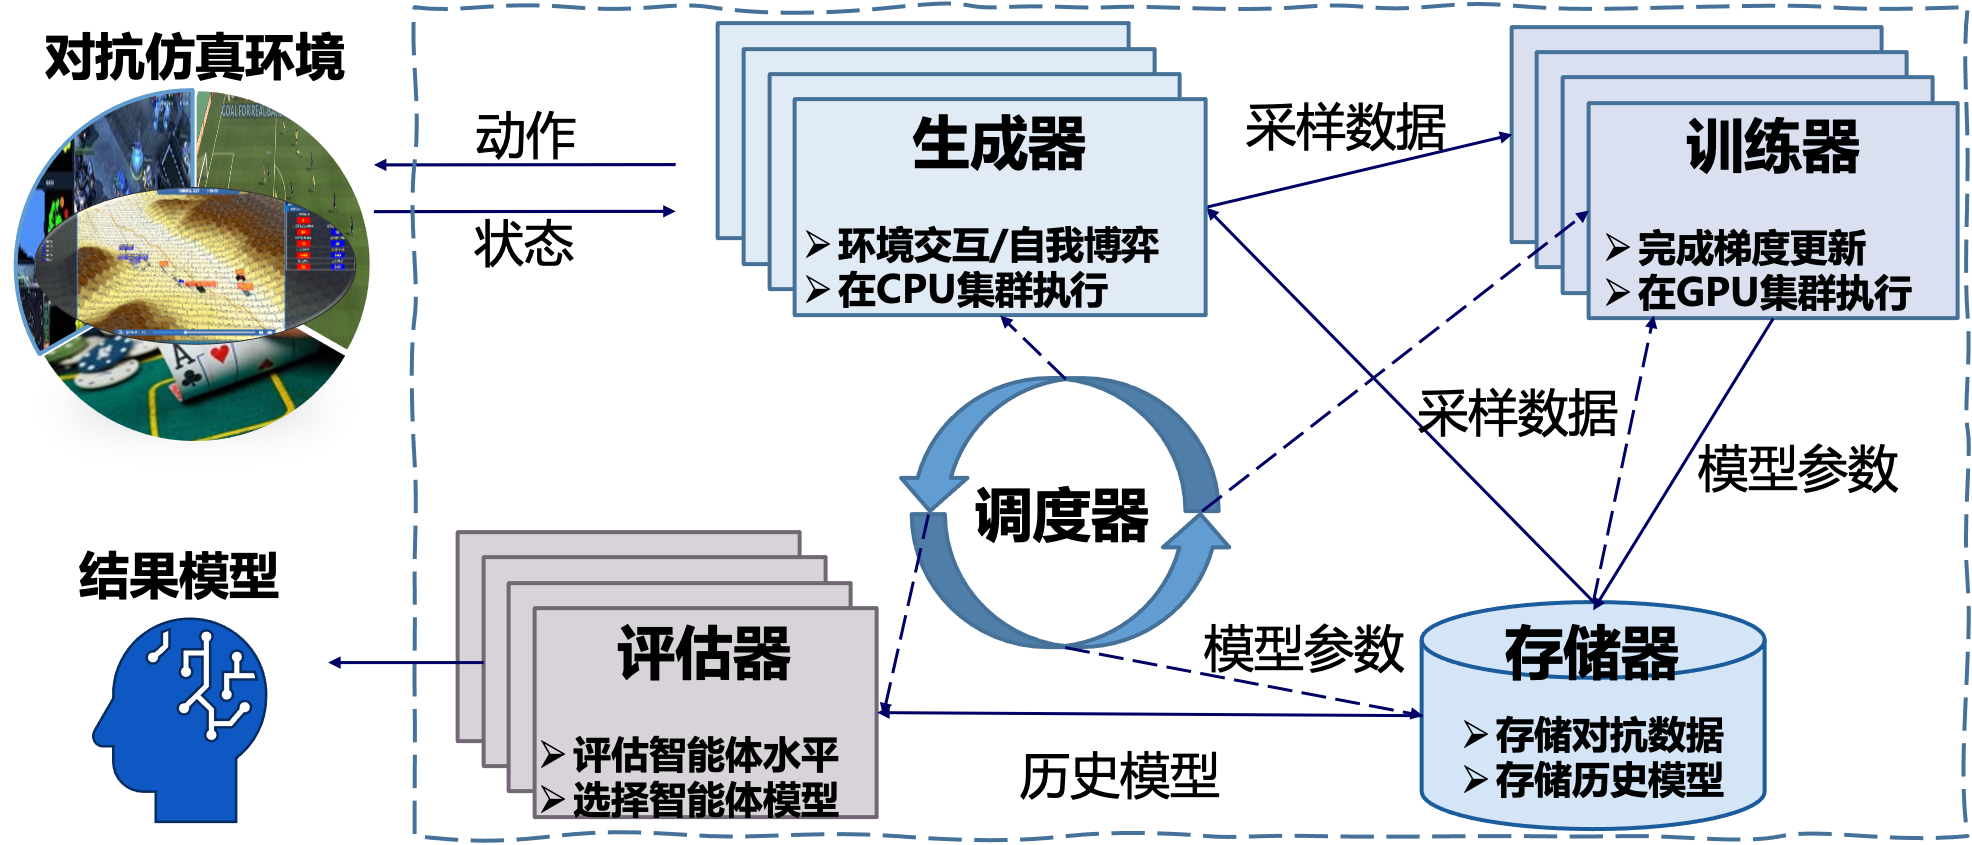 对抗仿真环境
GOAL FOR REAL
动作
状态
生成器
➢ 环境交互/自我博弈
➢ 在CPU集群执行
采样数据
训练器
➢ 完成梯度更新
➢ 在GPU集群执行
调度器
采样数据
模型参数
结果模型
评估器
➢ 评估智能体水平
➢ 选择智能体模型
模型参数
历史模型
存储器
➢ 存储对抗数据
➢ 存储历史模型
A